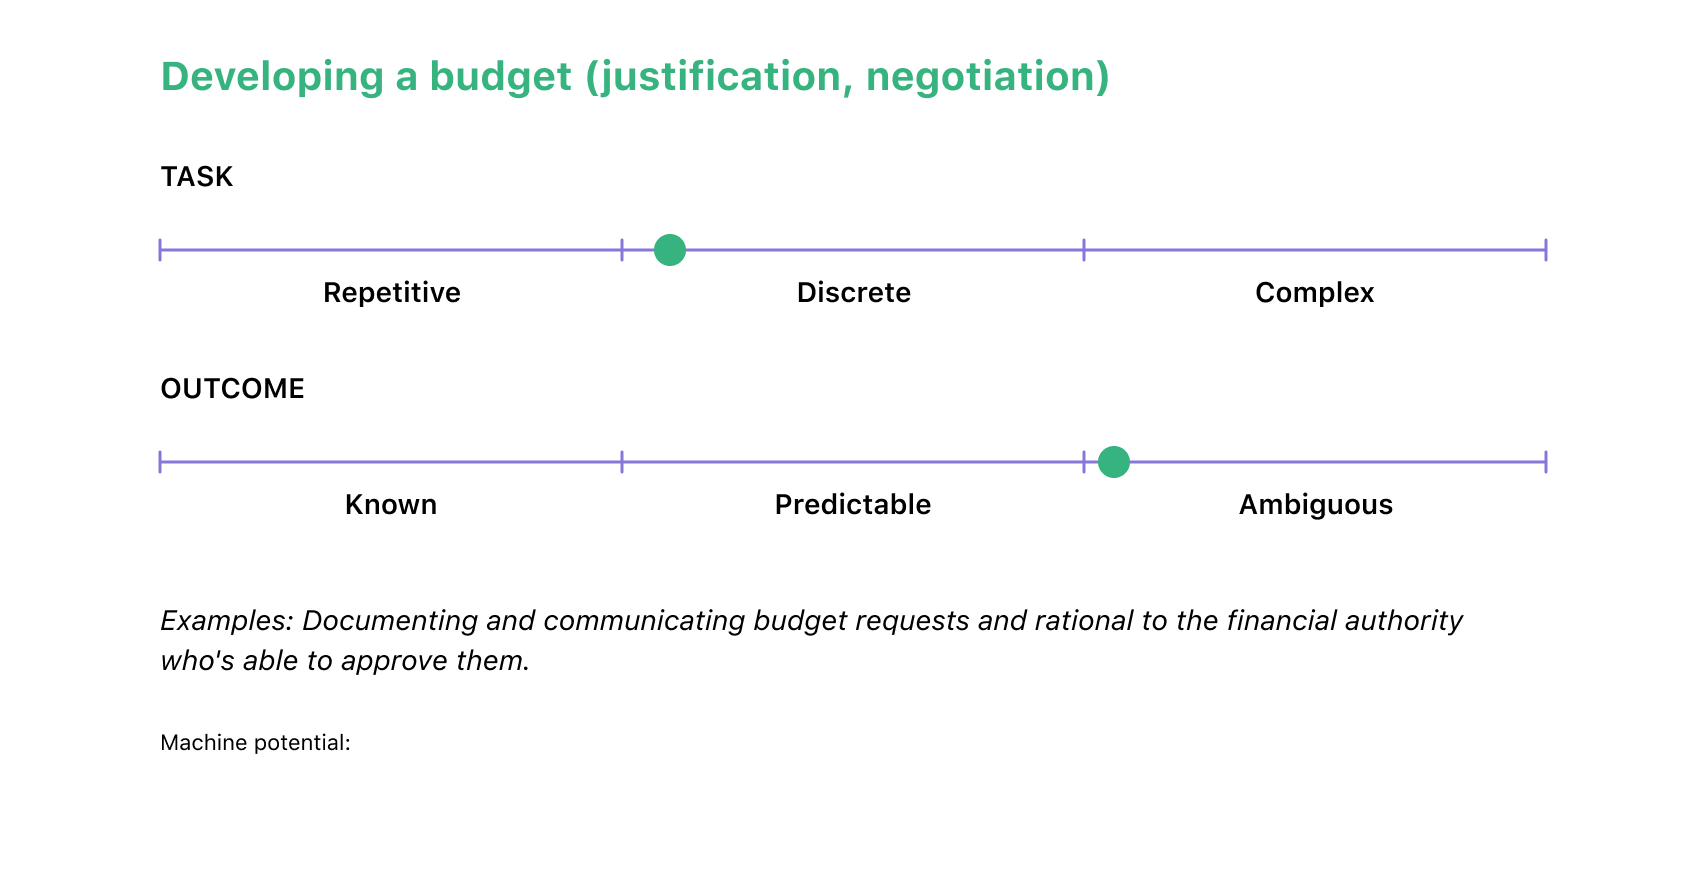 Developing a budget (justification, negotiation)
TASK
Repetitive Discrete Complex
OUTCOME
Known Predictable Ambiguous
Examples: Documenting and communicating budget requests and rational to the financial authority
who's able to approve them.
Machine potential: